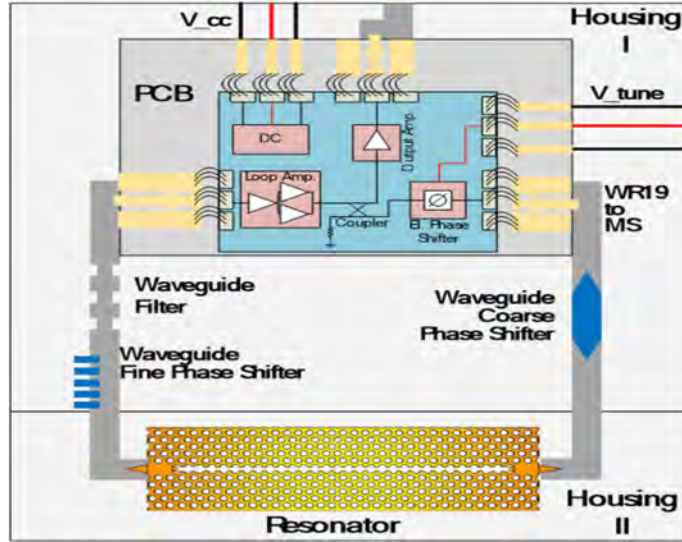 V_cc
Housing
I
PCB
V_tune
DC
Output Amp.
Loop Amp.
WR19
to
MS
Coupler
El. Phase
Shifter
Waveguide
Filter
Waveguide
Coarse
Phase Shifter
Waveguide
Fine Phase Shifter
Resonator
Housing
II